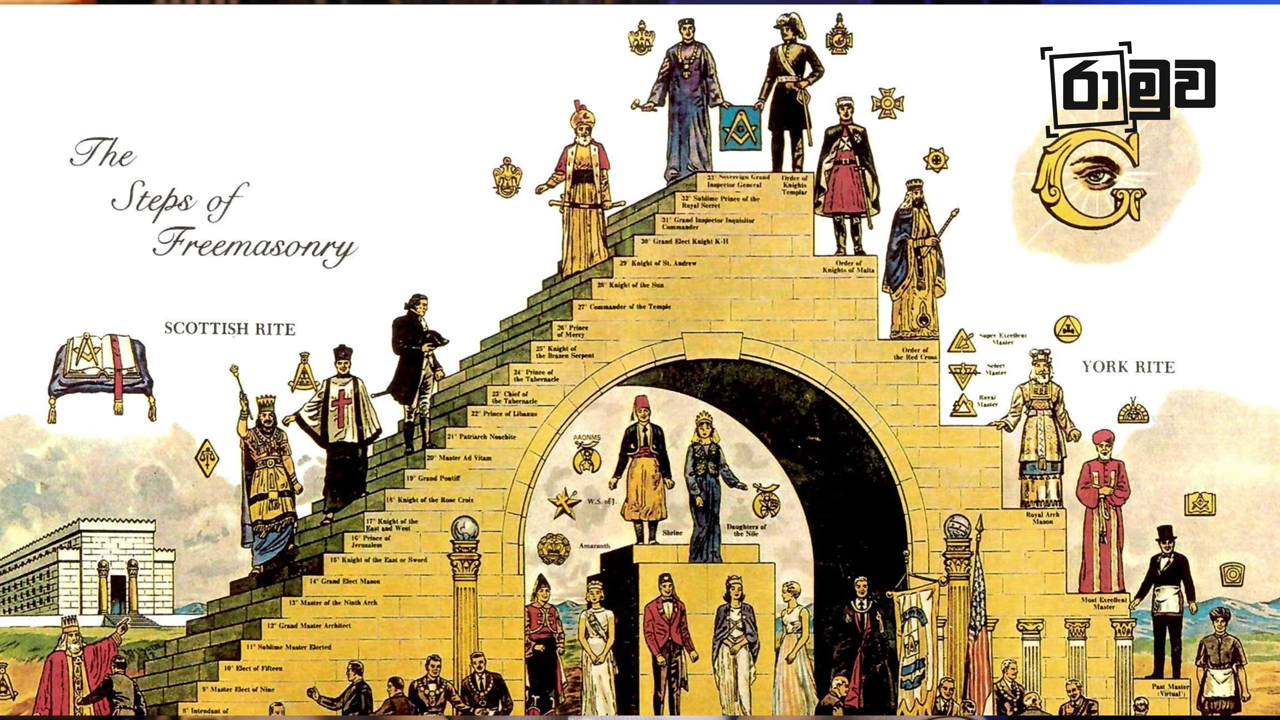 රාමුව
The
Steps of
Freemasonry
SCOTTISH RITE
YORK RITE
G
33° Sovereign Grand
Inspector General
Order of
Knights
Templar
32° Sublime Prince of the
Royal Secret
31° Grand Inspector Inquisitor
Commander
30° Grand Elect Knight K-H
29° Knight of St. Andrew
28° Knight of the Sun
27° Commander of the Temple
26° Prince
of Mercy
25° Knight of
the Brazen Serpent
24° Prince of
the Tabernacle
23° Chief of
the Tabernacle
22° Prince of Libanus
21° Patriarch Noachite
20° Master Ad Vitam
19° Grand Pontiff
18° Knight of the Rose Croix
17° Knight of the
East and West
16° Prince of
Jerusalem
15° Knight of the East or Sword
14° Grand Elect Mason
13° Master of the Ninth Arch
12° Grand Master Architect
11° Sublime Master Elected
10° Elect of Fifteen
9° Master Elect of Nine
8° Intendant of
Order of
Knights of Malta
Order of
the Red Cross
Super Excellent
Master
Select
Master
Royal
Master
Royal Arch
Mason
Most Excellent
Master
Past Master
(Virtual)
AAONMS
W.S. of J.
Amaranth
Shrine
Daughters of
the Nile